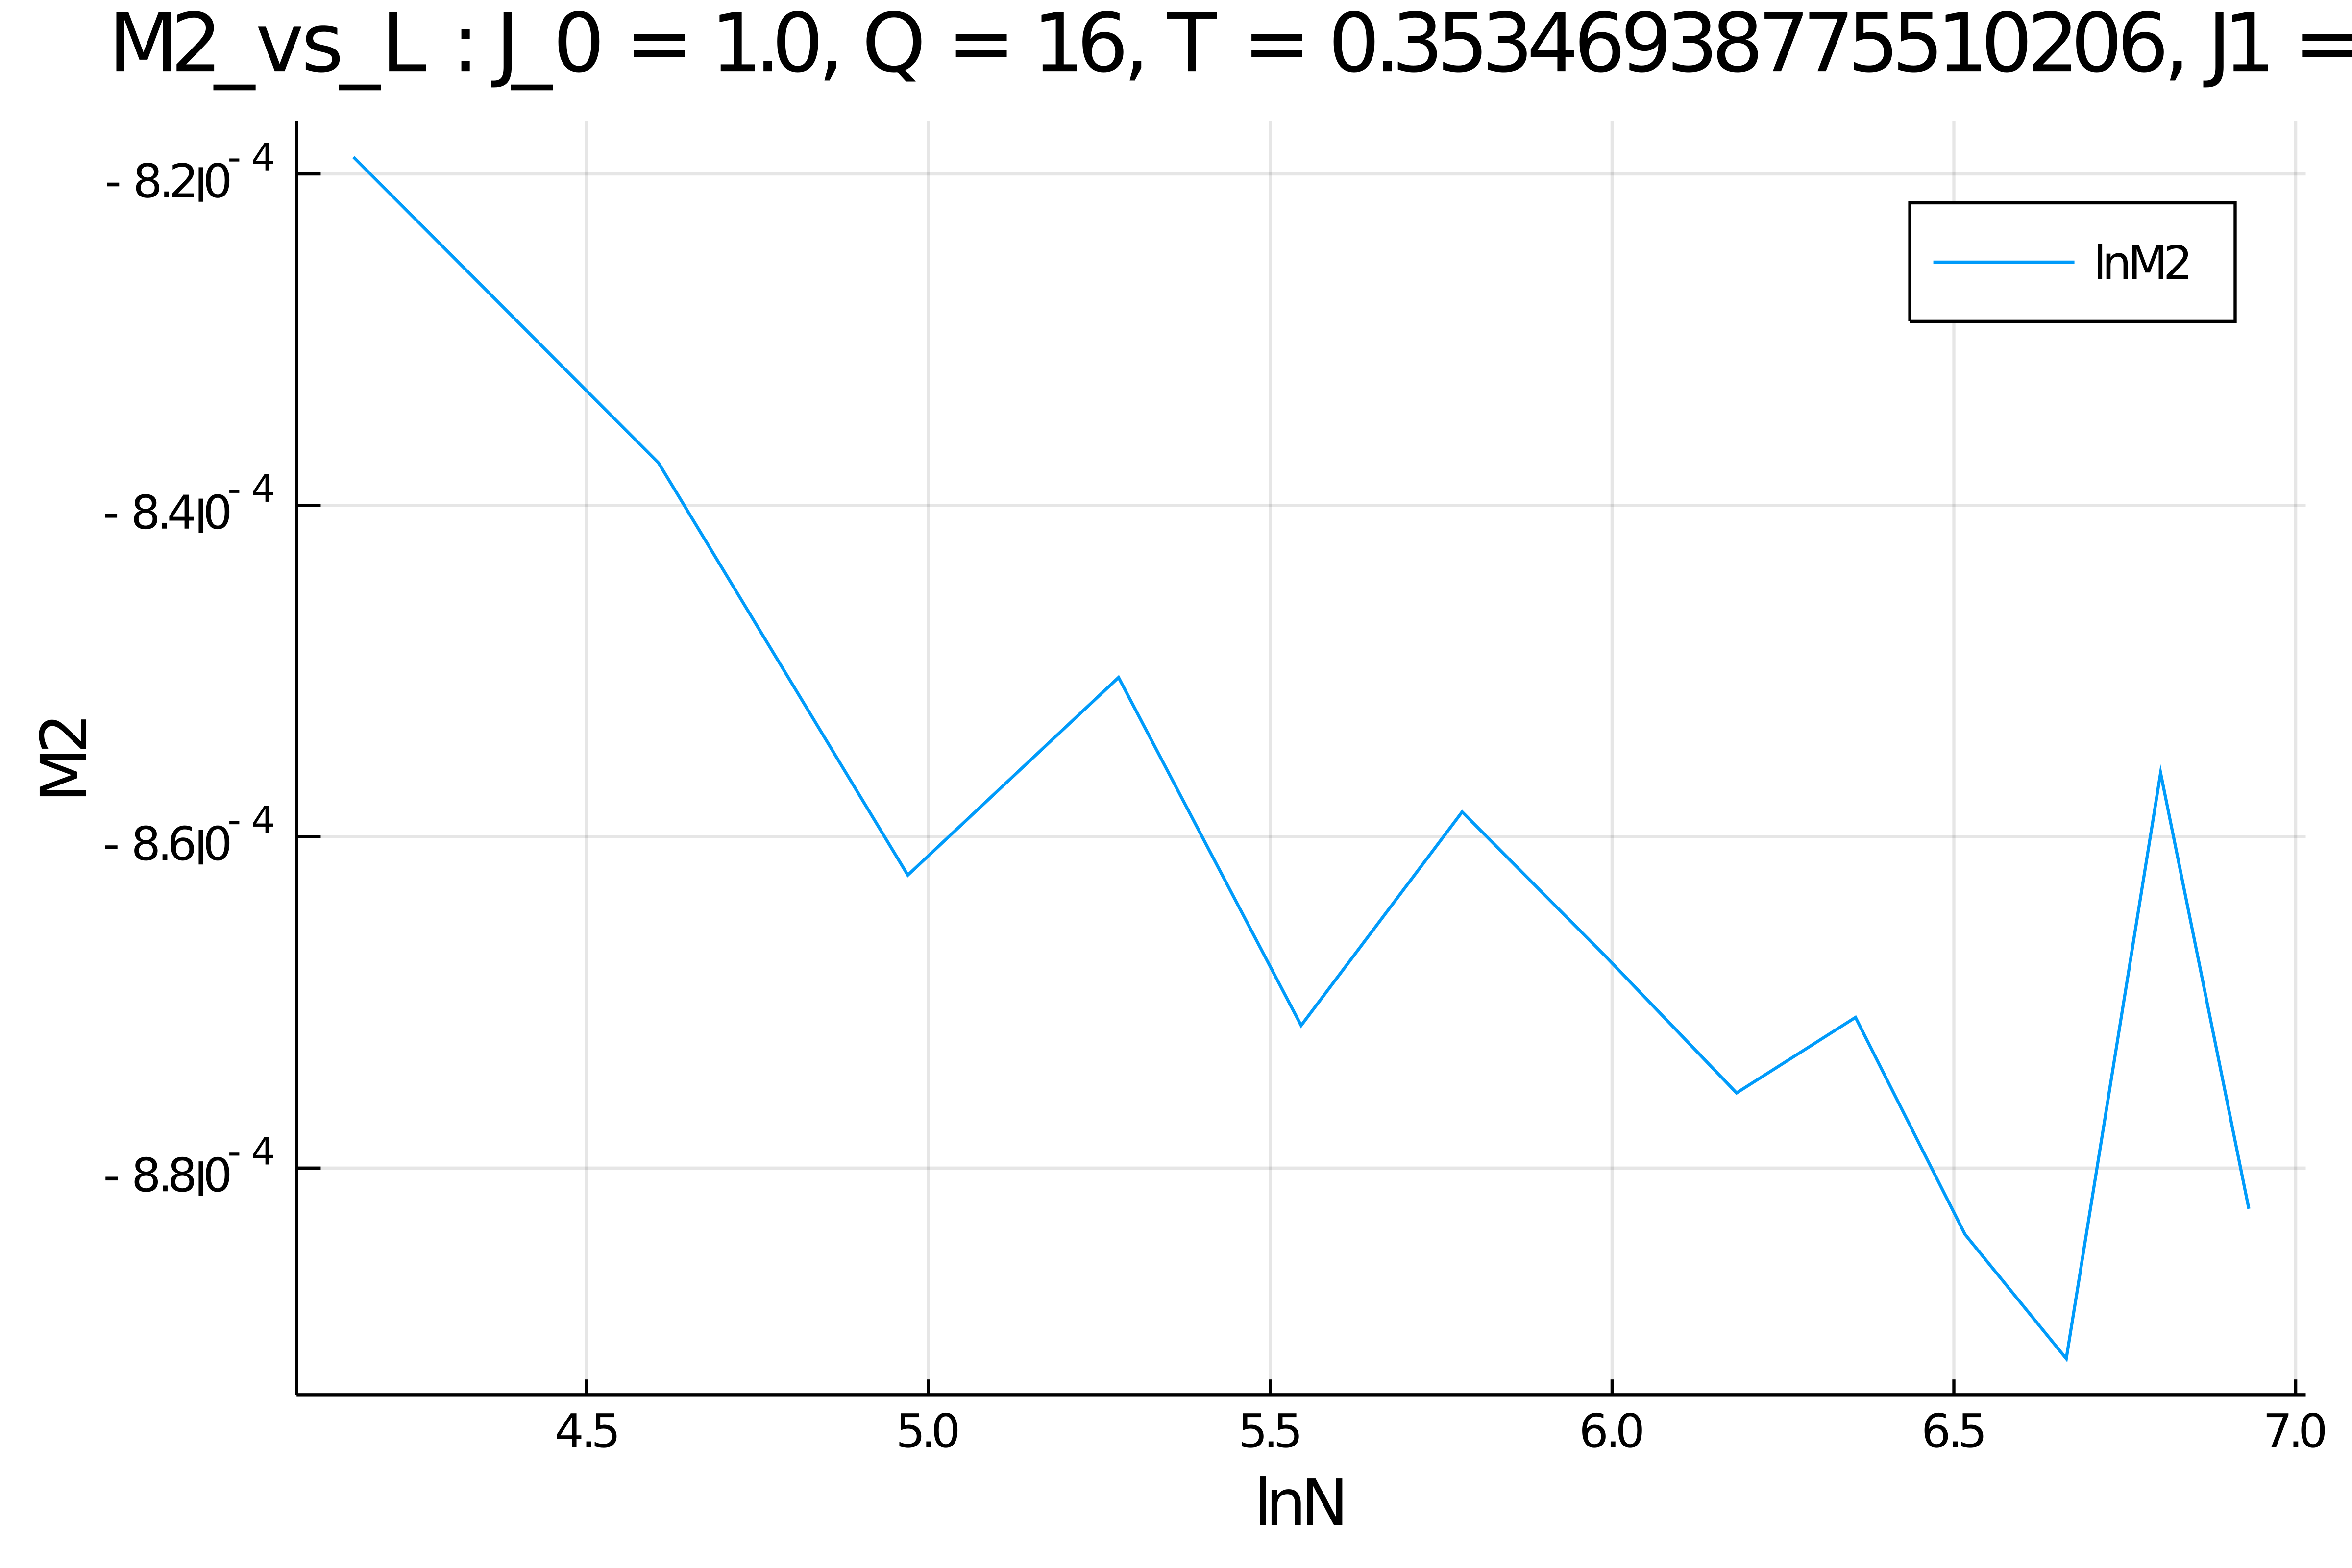 M2_vs_L : J_0 = 1.0, Q = 16, T = 0.35346938775510206, J1 =
- 8.2|0^- 4
lnM2
- 8.4|0^- 4
M2
- 8.6|0^- 4
- 8.8|0^- 4
4.5 5.0 5.5 6.0 6.5 7.0
lnN